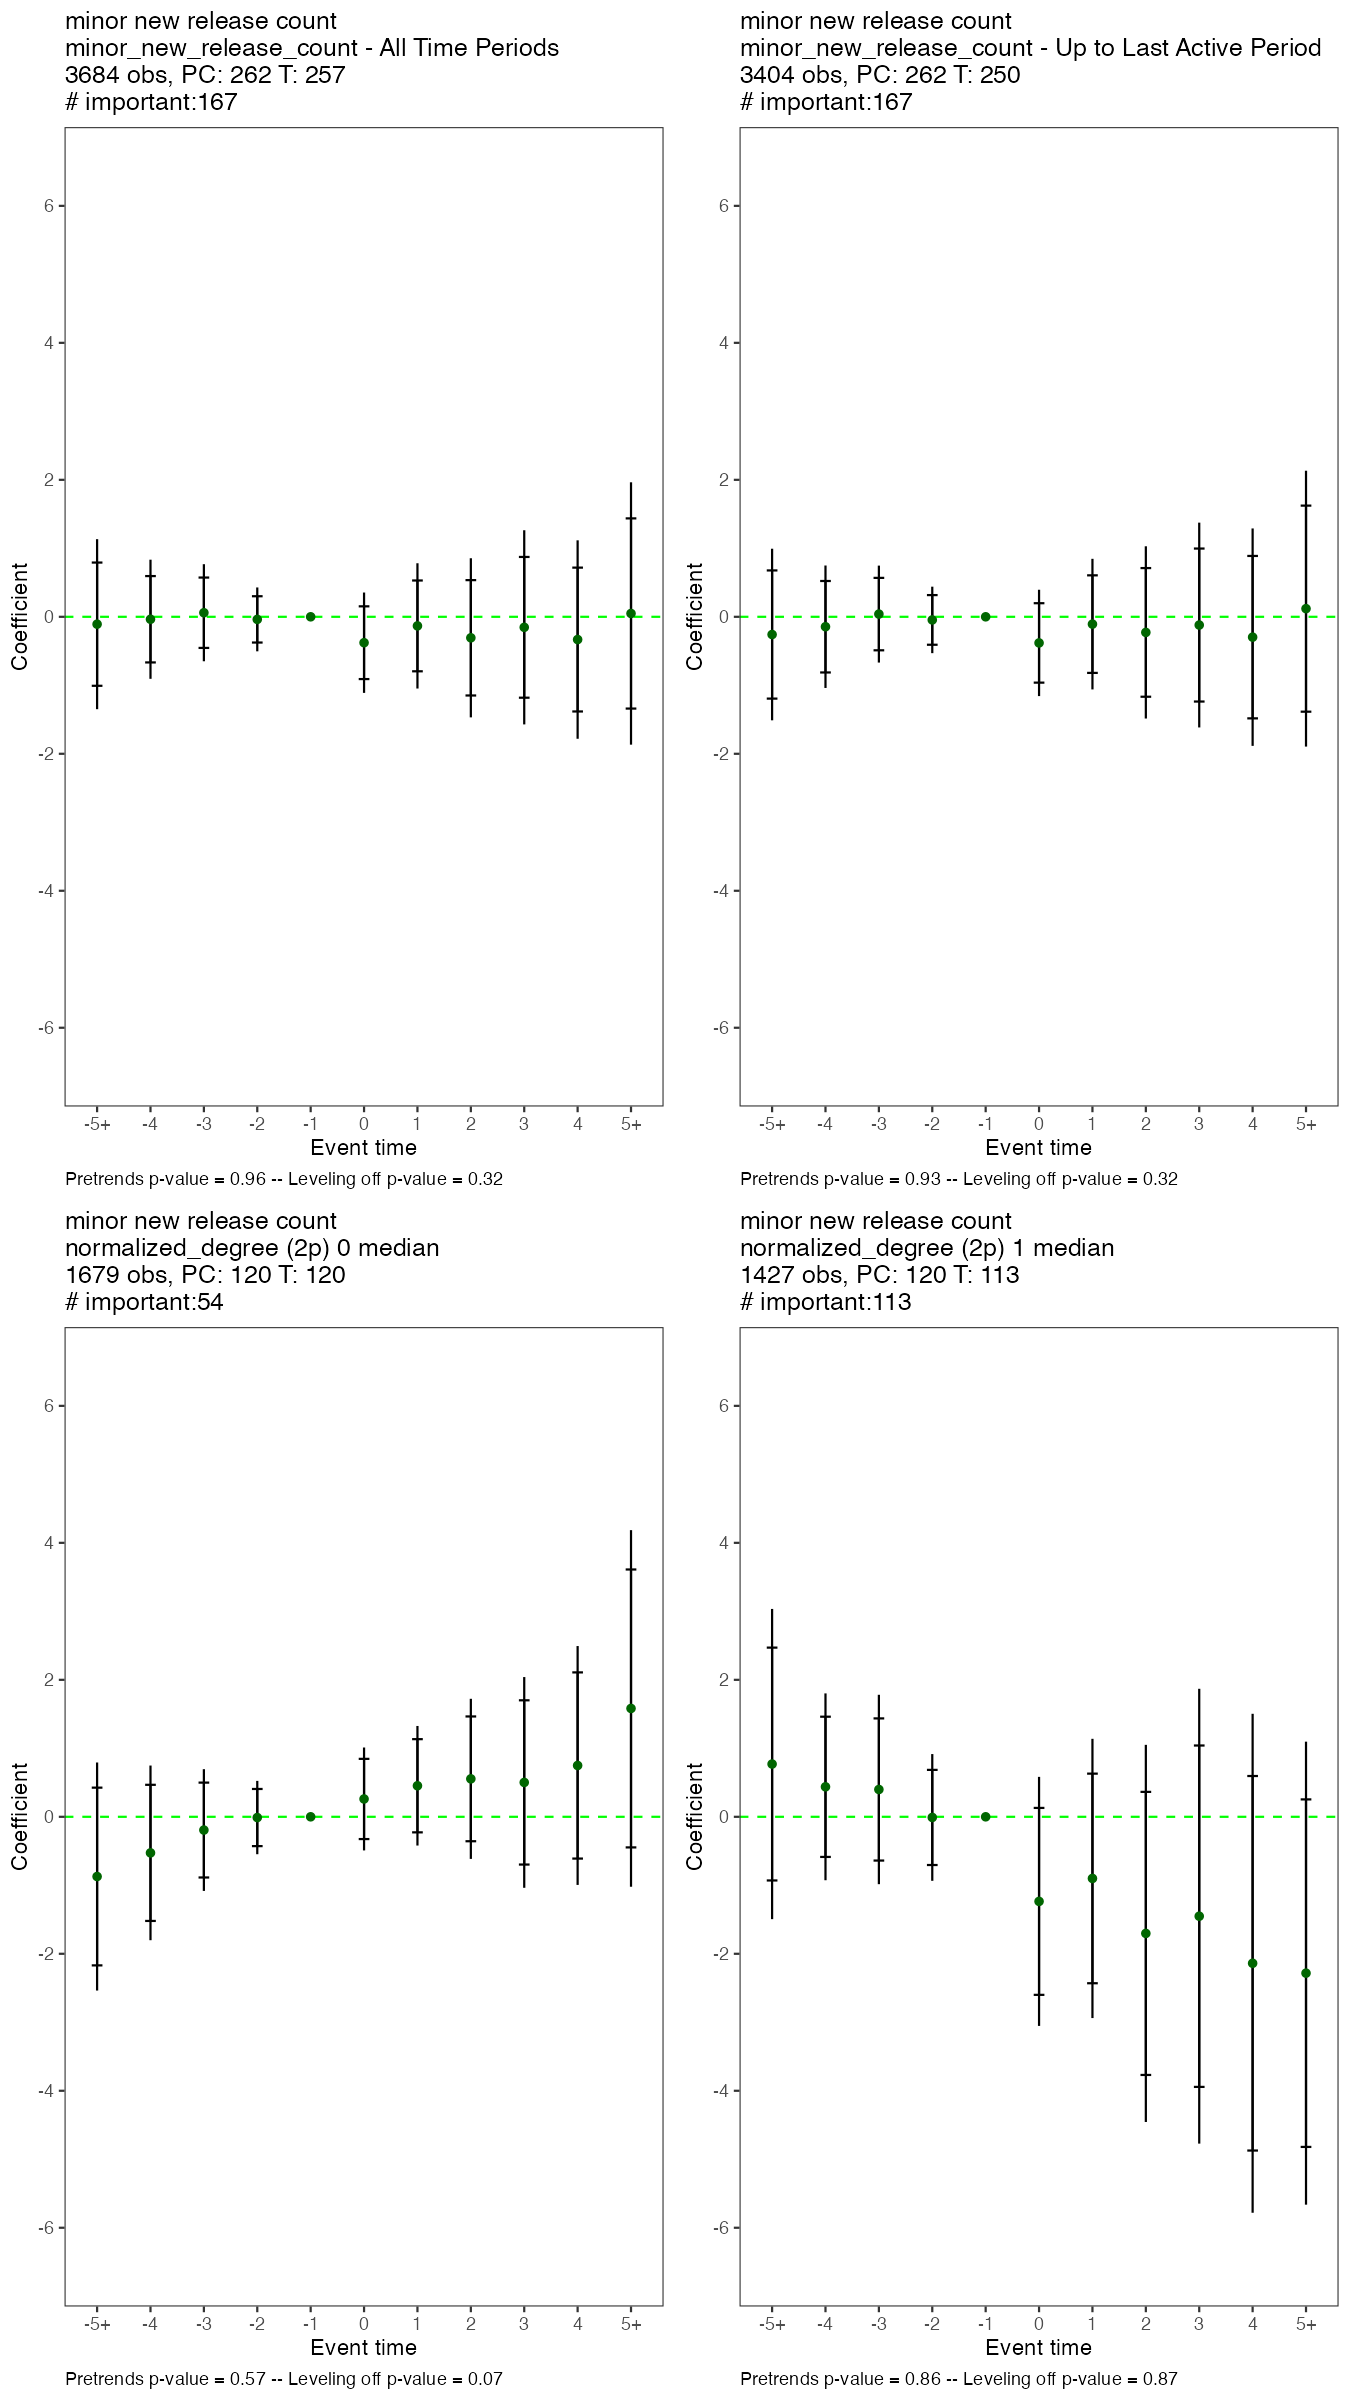 minor new release count
minor_new_release_count - All Time Periods
3684 obs, PC: 262 T: 257
# important:167
6
4
2
0
-2
-4
-6
Coefficient
-5+ -4 -3 -2 -1 0 1 2 3 4 5+
Event time
Pretrends p-value = 0.96 -- Leveling off p-value = 0.32
minor new release count
minor_new_release_count - Up to Last Active Period
3404 obs, PC: 262 T: 250
# important:167
6
4
2
0
-2
-4
-6
Coefficient
-5+ -4 -3 -2 -1 0 1 2 3 4 5+
Event time
Pretrends p-value = 0.93 -- Leveling off p-value = 0.32
minor new release count
normalized_degree (2p) 0 median
1679 obs, PC: 120 T: 120
# important:54
6
4
2
0
-2
-4
-6
Coefficient
-5+ -4 -3 -2 -1 0 1 2 3 4 5+
Event time
Pretrends p-value = 0.57 -- Leveling off p-value = 0.07
minor new release count
normalized_degree (2p) 1 median
1427 obs, PC: 120 T: 113
# important:113
6
4
2
0
-2
-4
-6
Coefficient
-5+ -4 -3 -2 -1 0 1 2 3 4 5+
Event time
Pretrends p-value = 0.86 -- Leveling off p-value = 0.87